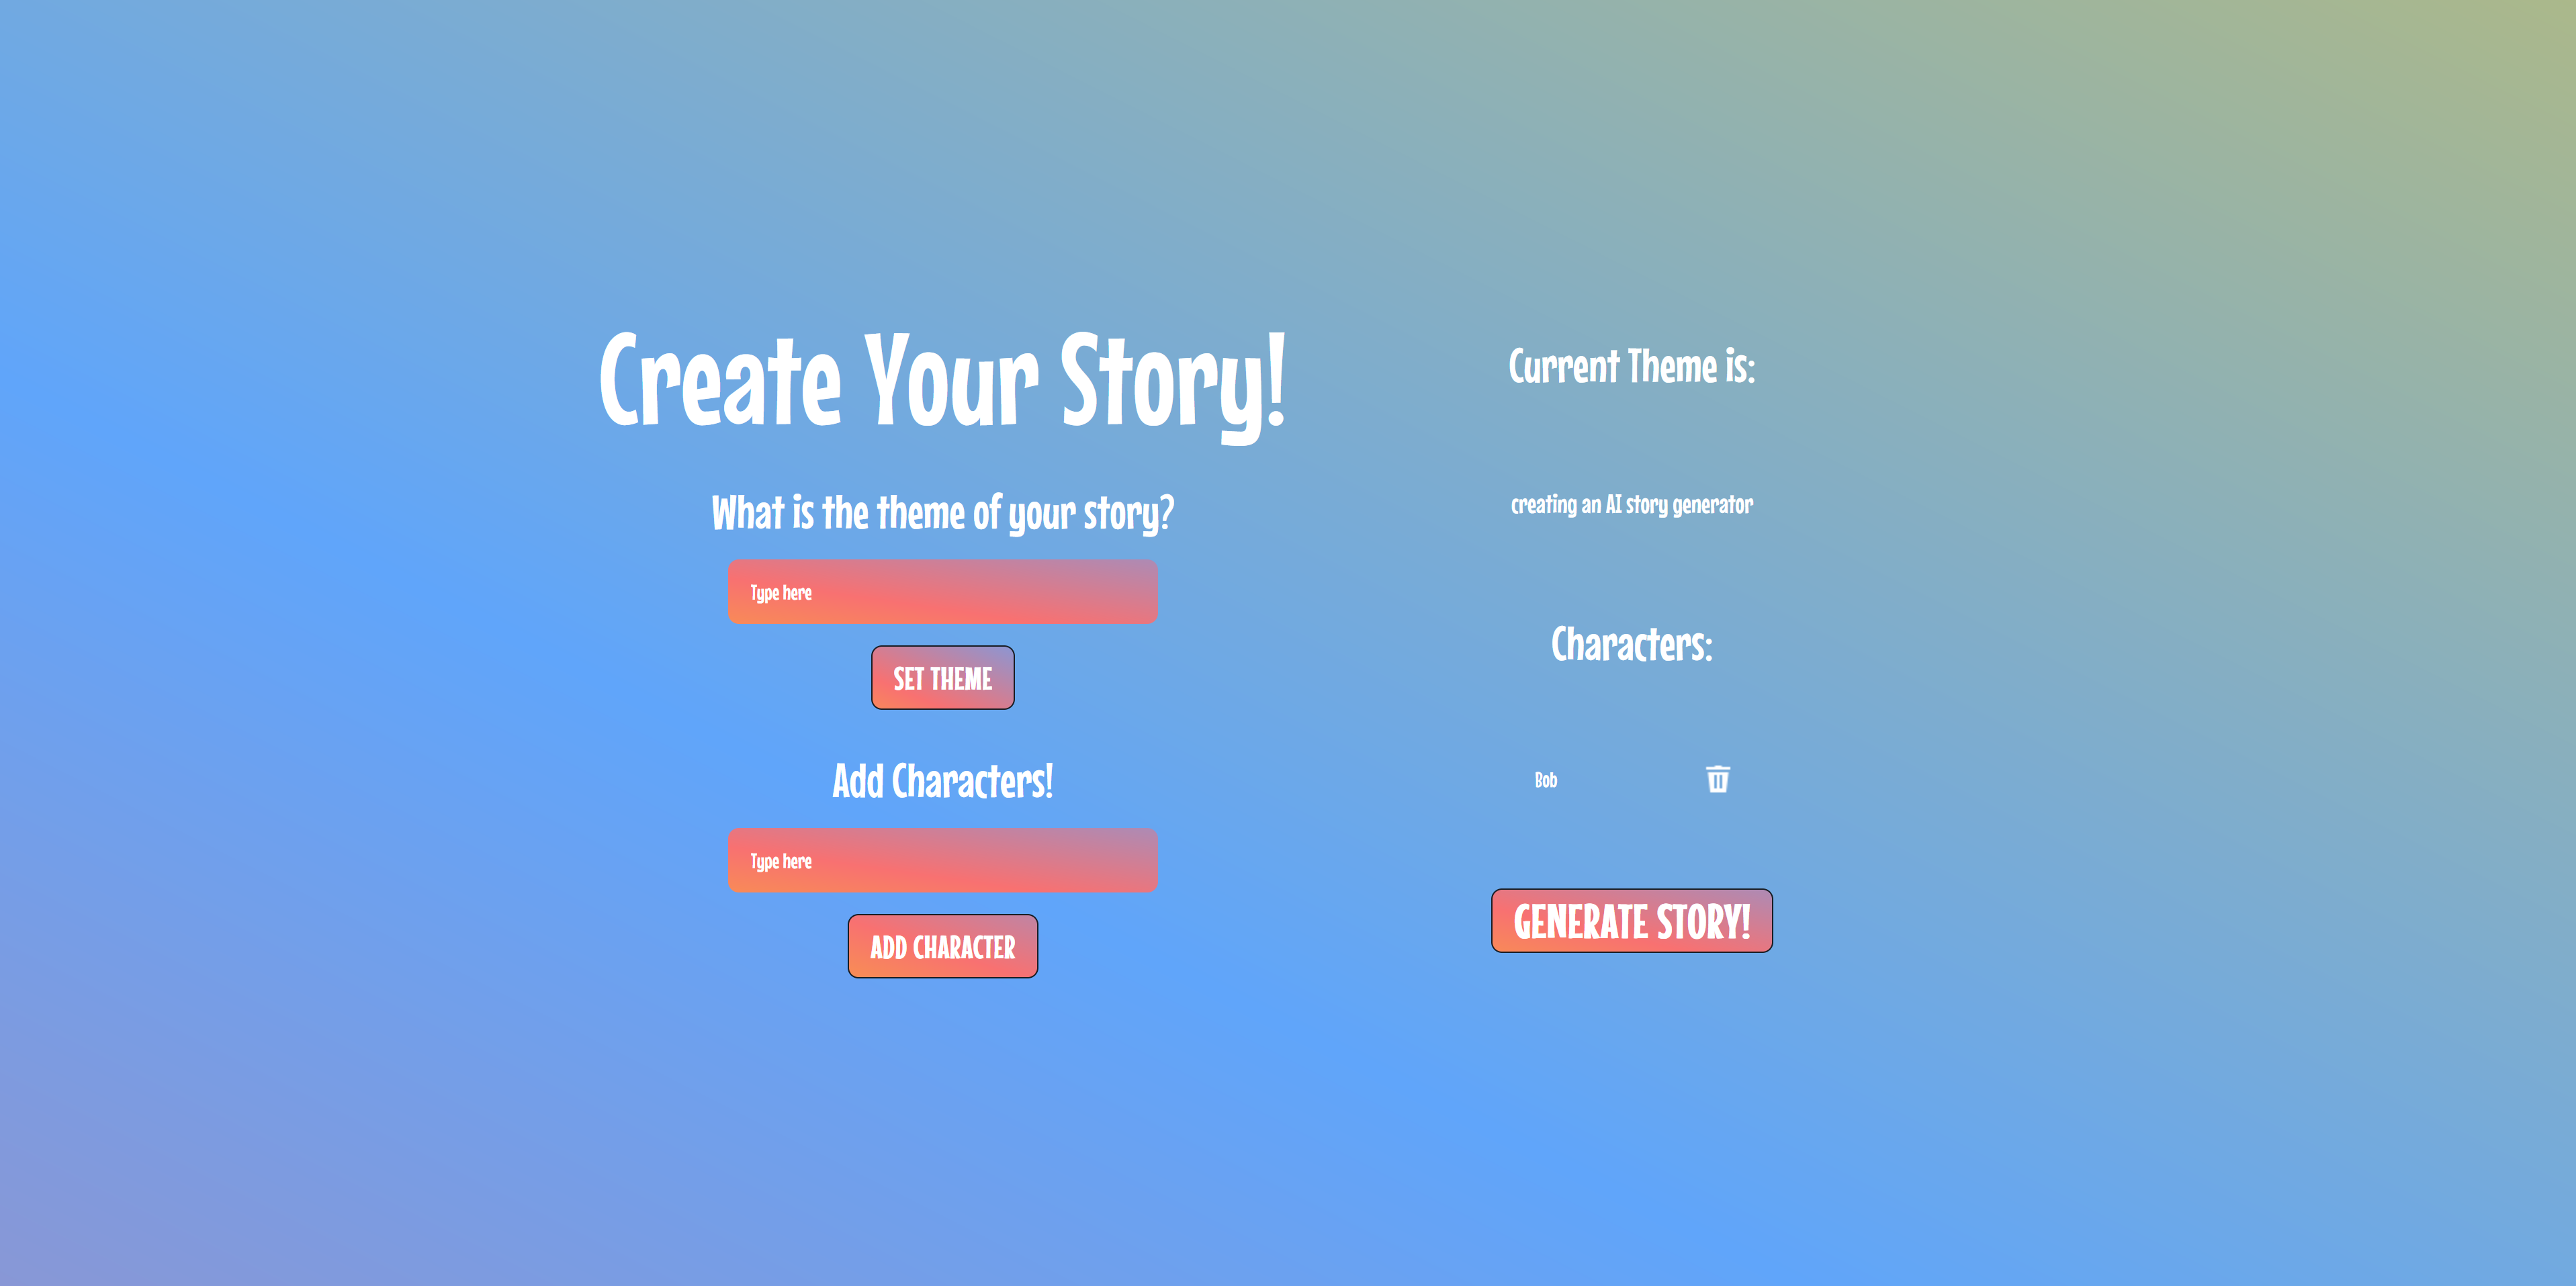 Create Your Story!
What is the theme of your story?
Type here
SET THEME
Add Characters!
Type here
ADD CHARACTER
Current Theme is:
creating an AI story generator
Characters:
Bob
GENERATE STORY!